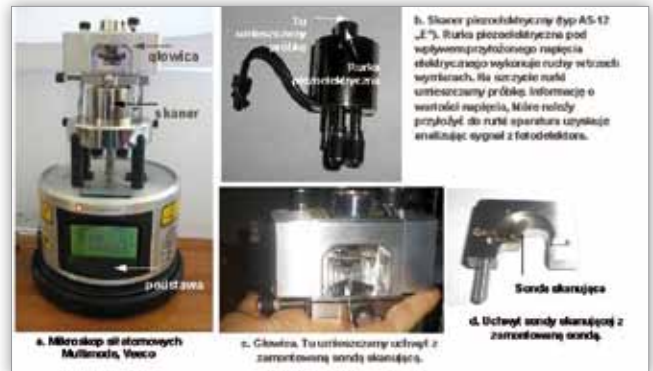 głowica
skaner
podstawa
a. Mikroskop sił atomowych
Multimode, Veeco
Tu
umieszczamy
próbkę
Rurka
piezoelektryczna
b. Skaner piezoelektryczny (typ AS-12
„E"). Rurka piezoelektryczna pod
wpływem przyłożonego napięcia
elektrycznego wykonuje ruchy w trzech
wymiarach. Na szczycie rurki
umieszczamy próbkę. Informację o
wartości napięcia, które należy
przyłożyć do rurki aparatura uzyskuje
analizując sygnał z fotodetektora.
c. Głowica. Tu umieszczamy uchwyt z
zamontowaną sondą skanującą.
Sonda skanująca
d. Uchwyt sondy skanującej z
zamontowaną sondą.